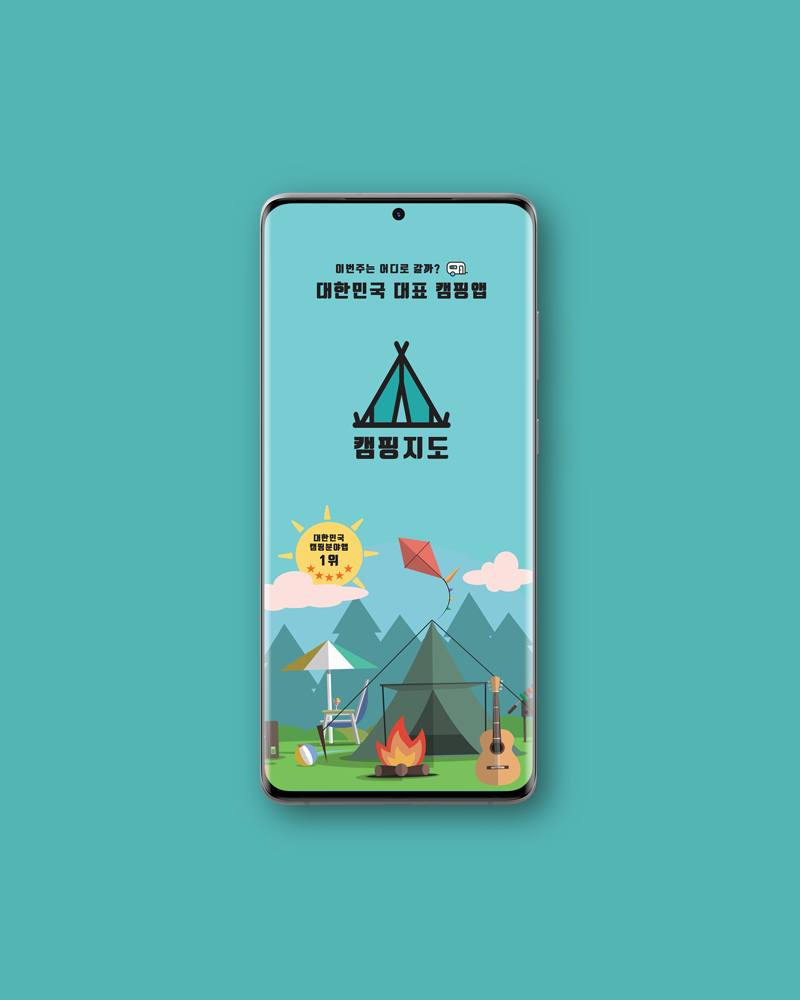 이번주는 어디로 갈까?
대한민국 대표 캠핑앱
캠핑지도
대한민국
캠핑분야앱
1위